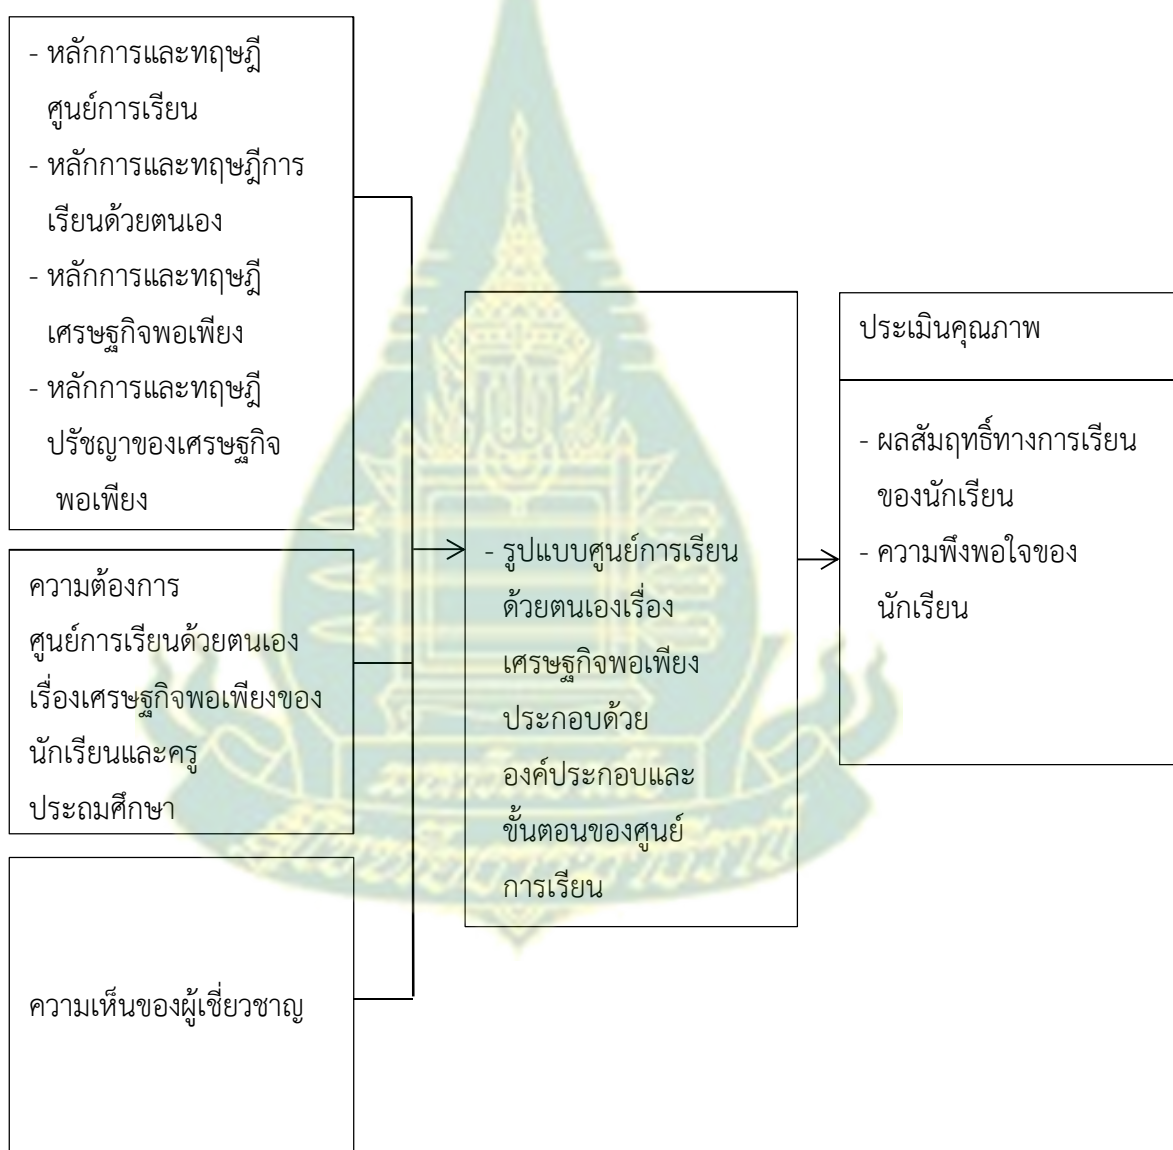 - หลักการและทฤษฎี
ศูนย์การเรียน
- หลักการและทฤษฎีการ
เรียนด้วยตนเอง
- หลักการและทฤษฎี
เศรษฐกิจพอเพียง
- หลักการและทฤษฎี
ปรัชญาของเศรษฐกิจ
พอเพียง
ความต้องการ
ศูนย์การเรียนด้วยตนเอง
เรื่องเศรษฐกิจพอเพียงของ
นักเรียนและครู
ประถมศึกษา
ความเห็นของผู้เชี่ยวชาญ
- รูปแบบศูนย์การเรียน
ด้วยตนเองเรื่อง
เศรษฐกิจพอเพียง
ประกอบด้วย
องค์ประกอบและ
ขั้นตอนของศูนย์
การเรียน
ประเมินคุณภาพ
- ผลสัมฤทธิ์ทางการเรียน
ของนักเรียน
- ความพึงพอใจของ
นักเรียน